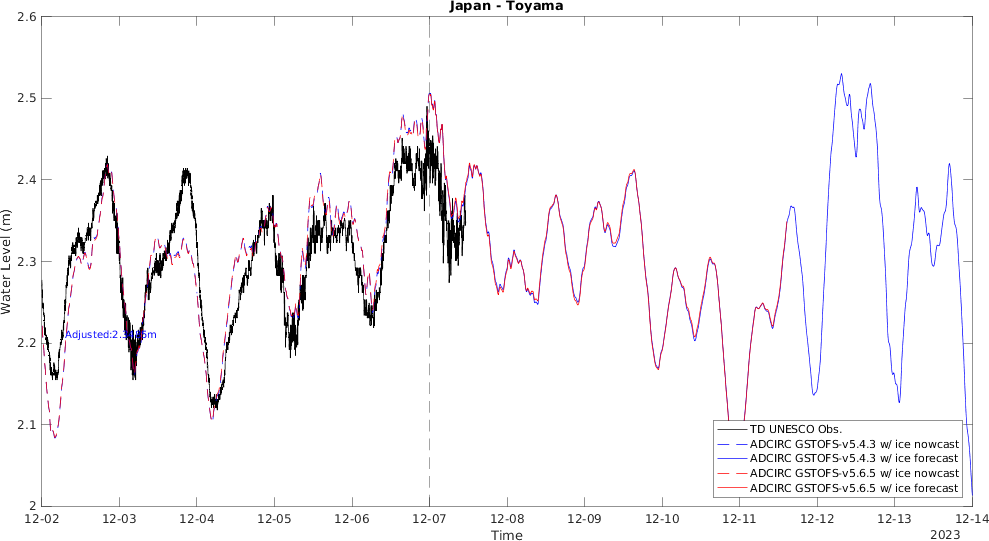 Japan - Toyama
2.6
2.5
2.4
2.3
2.2
2.1
2
Water Level (m)
TD UNESCO Obs.
ADCIRC GSTOFS-v5.4.3 w/ ice nowcast
ADCIRC GSTOFS-v5.4.3 w/ ice forecast
ADCIRC GSTOFS-v5.6.5 w/ ice nowcast
ADCIRC GSTOFS-v5.6.5 w/ ice forecast
12-02 12-03 12-04 12-05 12-06 12-07 12-08 12-09 12-10 12-11 12-12 12-13 12-14
Time
2023